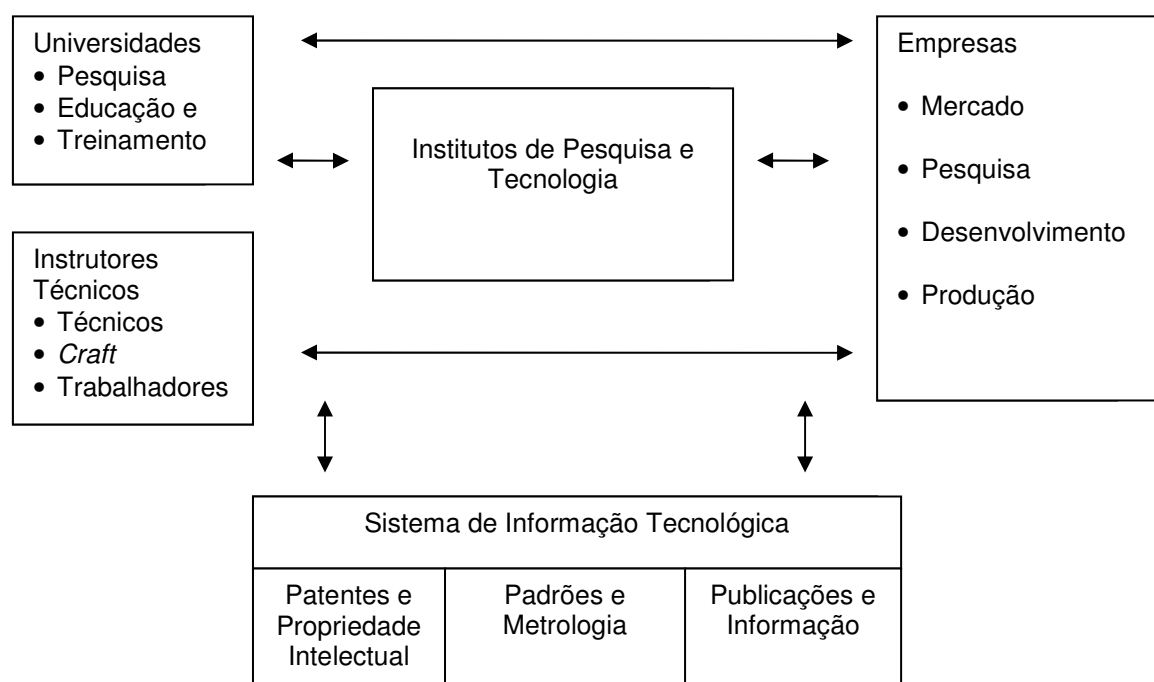 Universidades
• Pesquisa
• Educação e
• Treinamento
Institutos de Pesquisa e
Tecnologia
Empresas
• Mercado
• Pesquisa
• Desenvolvimento
• Produção
Instrutores
Técnicos
• Técnicos
• Craft
• Trabalhadores
Sistema de Informação Tecnológica
Patentes e
Propriedade
Intelectual
Padrões e
Metrologia
Publicações e
Informação